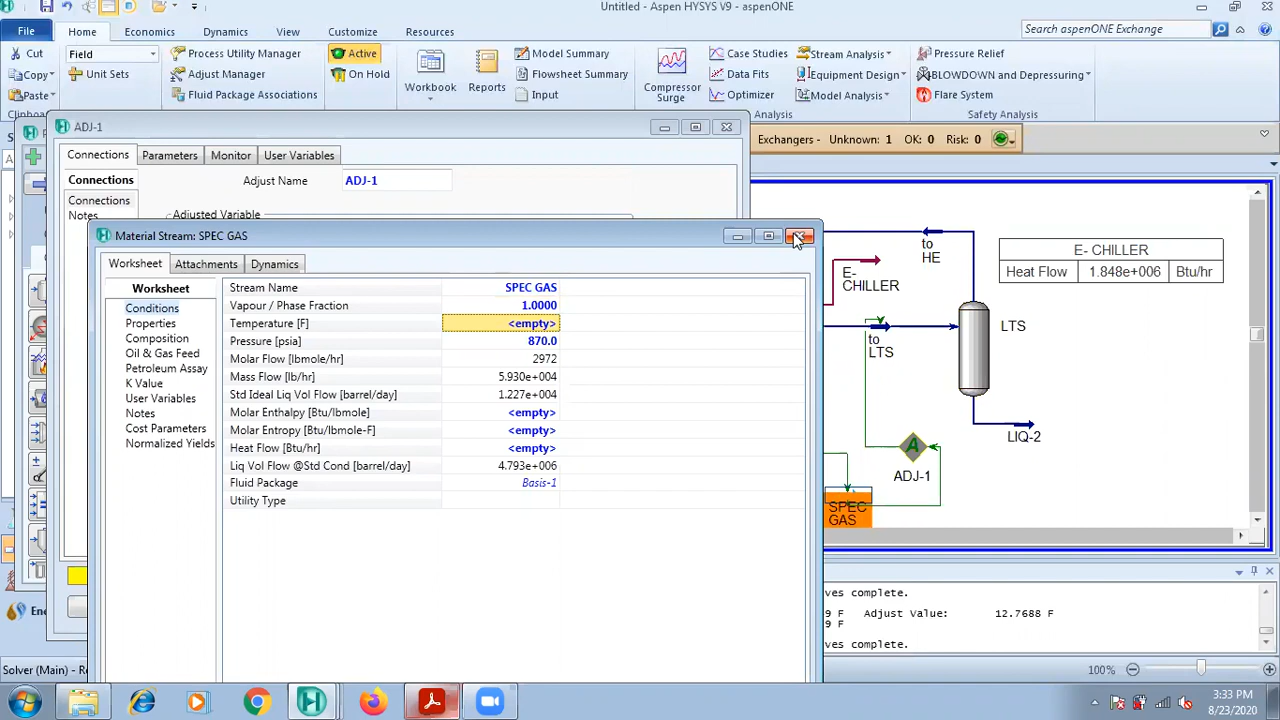 Untitled - Aspen HYSYS V9 - aspenONE
File Home Economics Dynamics View Customize Resources
Search aspenONE Exchange
Cut Field Process Utility Manager Active Model Summary Case Studies Stream Analysis Pressure Relief
Copy Unit Sets Adjust Manager On Hold Workbook Reports Flowsheet Summary Compressor Surge Data Fits Equipment Design BLOWDOWN and Depressuring
Paste Fluid Package Associations Input Optimizer Model Analysis Flare System
Analysis Safety Analysis
ADJ-1
Exchangers - Unknown: 1 OK: 0 Risk: 0
Connections Parameters Monitor User Variables
Connections
Connections
Notes
Adjust Name ADJ-1
Adjusted Variable
Material Stream: SPEC GAS
Worksheet Attachments Dynamics
Worksheet
Conditions
Properties
Composition
Oil & Gas Feed
Petroleum Assay
K Value
User Variables
Notes
Cost Parameters
Normalized Yields
Stream Name SPEC GAS
Vapour / Phase Fraction 1.0000
Temperature [F] <empty>
Pressure [psia] 870.0
Molar Flow [lbmole/hr] 2972
Mass Flow [lb/hr] 5.930e+004
Std Ideal Liq Vol Flow [barrel/day] 1.227e+004
Molar Enthalpy [Btu/lbmole] <empty>
Molar Entropy [Btu/lbmole-F] <empty>
Heat Flow [Btu/hr] <empty>
Liq Vol Flow @Std Cond [barrel/day] 4.793e+006
Fluid Package Basis-1
Utility Type
to
HE
E-
CHILLER
to
LTS
LTS
LIQ-2
A
ADJ-1
SPEC
GAS
E- CHILLER
Heat Flow 1.848e+006 Btu/hr
ves complete.
9 F Adjust Value: 12.7688 F
9 F
ves complete.
Solver (Main) - Re
100%
3:33 PM
8/23/2020